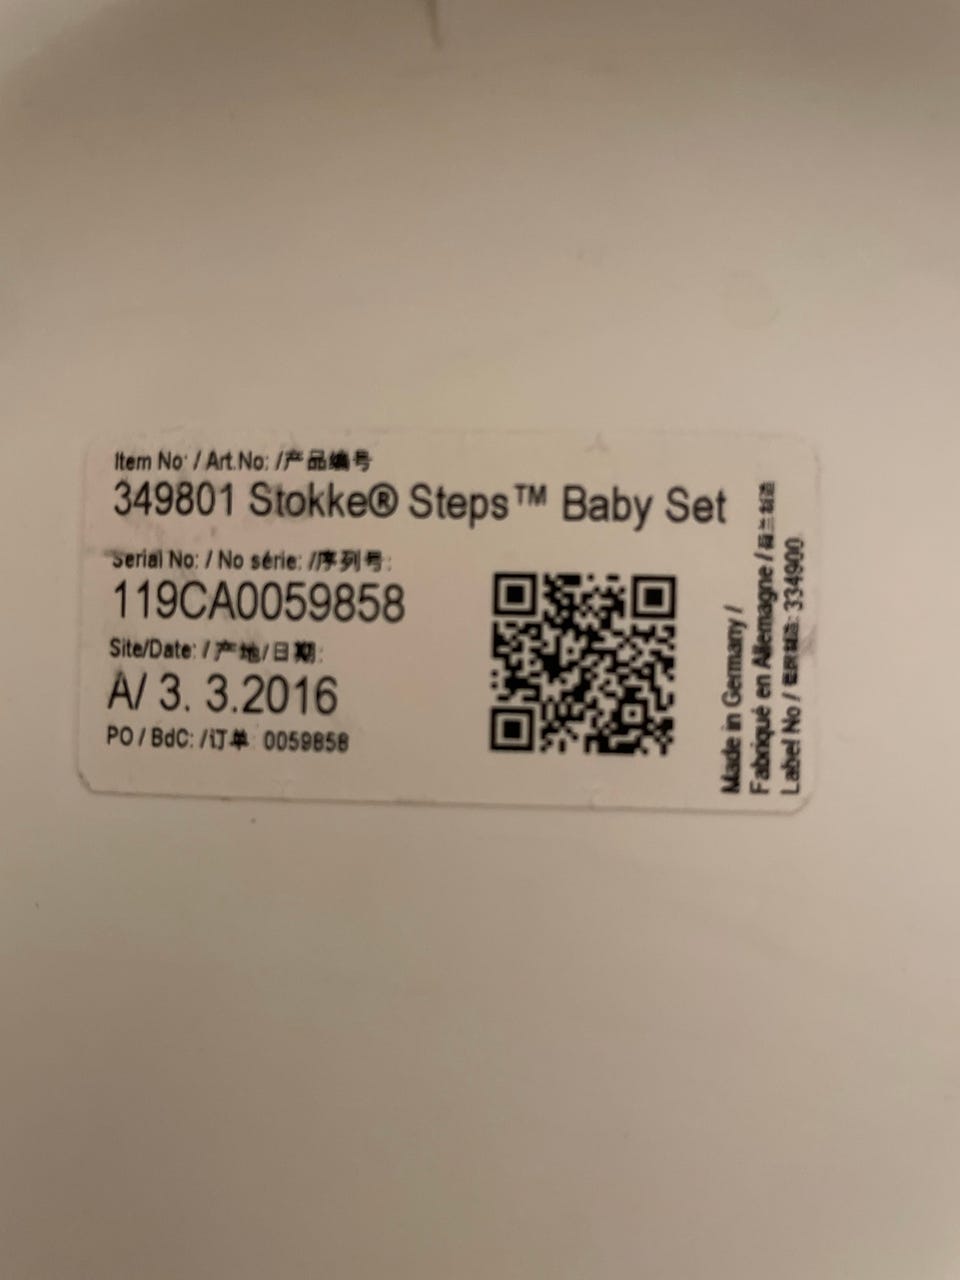 Item No: / Art.No: /产品编号
349801 Stokke® Steps™ Baby Set
Serial No: / No série: /序列号:
119CA0059858
Site/Date: / 产地/日期:
A/ 3. 3.2016
PO / BdC: /订单: 0059858
Made in Germany /
Fabriqué en Allemagne /
Label No / : 334900